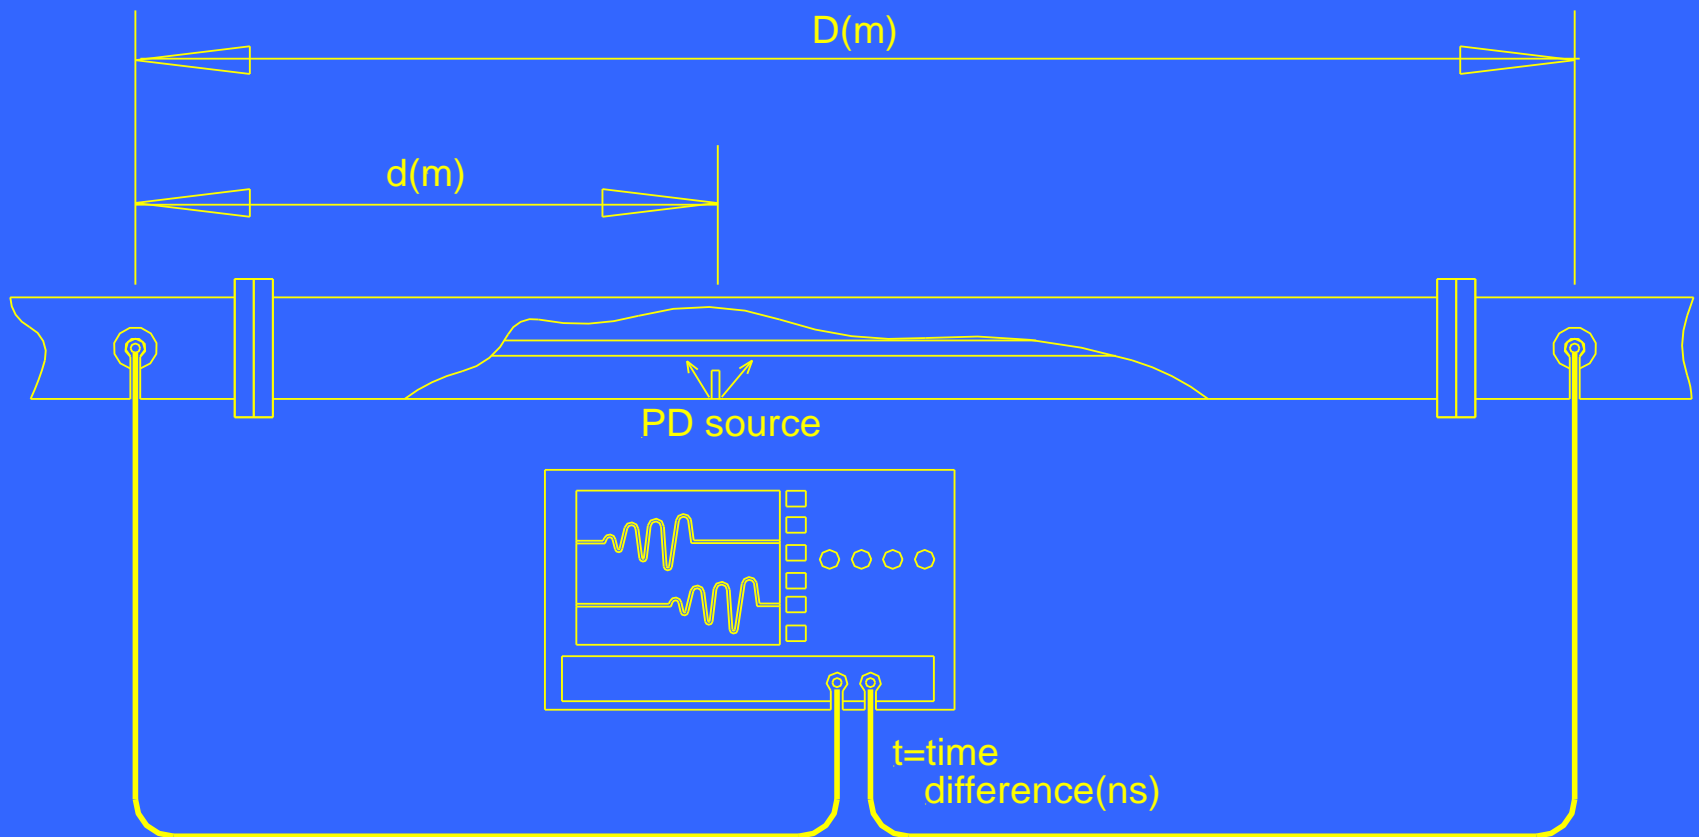 D(m)
d(m)
PD source
t=time
difference(ns)